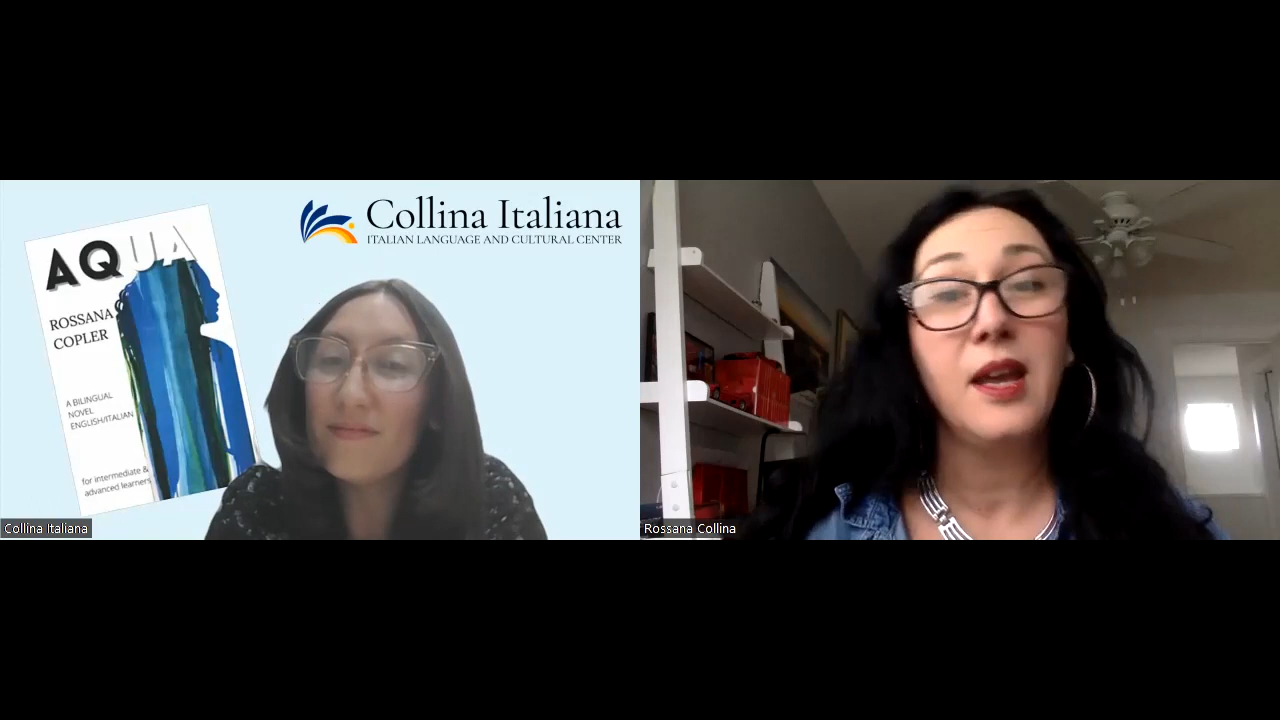 Collina Italiana
ITALIAN LANGUAGE AND CULTURAL CENTER
AQUA
ROSSANA
COPLER
A BILINGUAL
NOVEL
ENGLISH/ITALIAN
for intermediate &
advanced learners
Collina Italiana
Rossana Collina